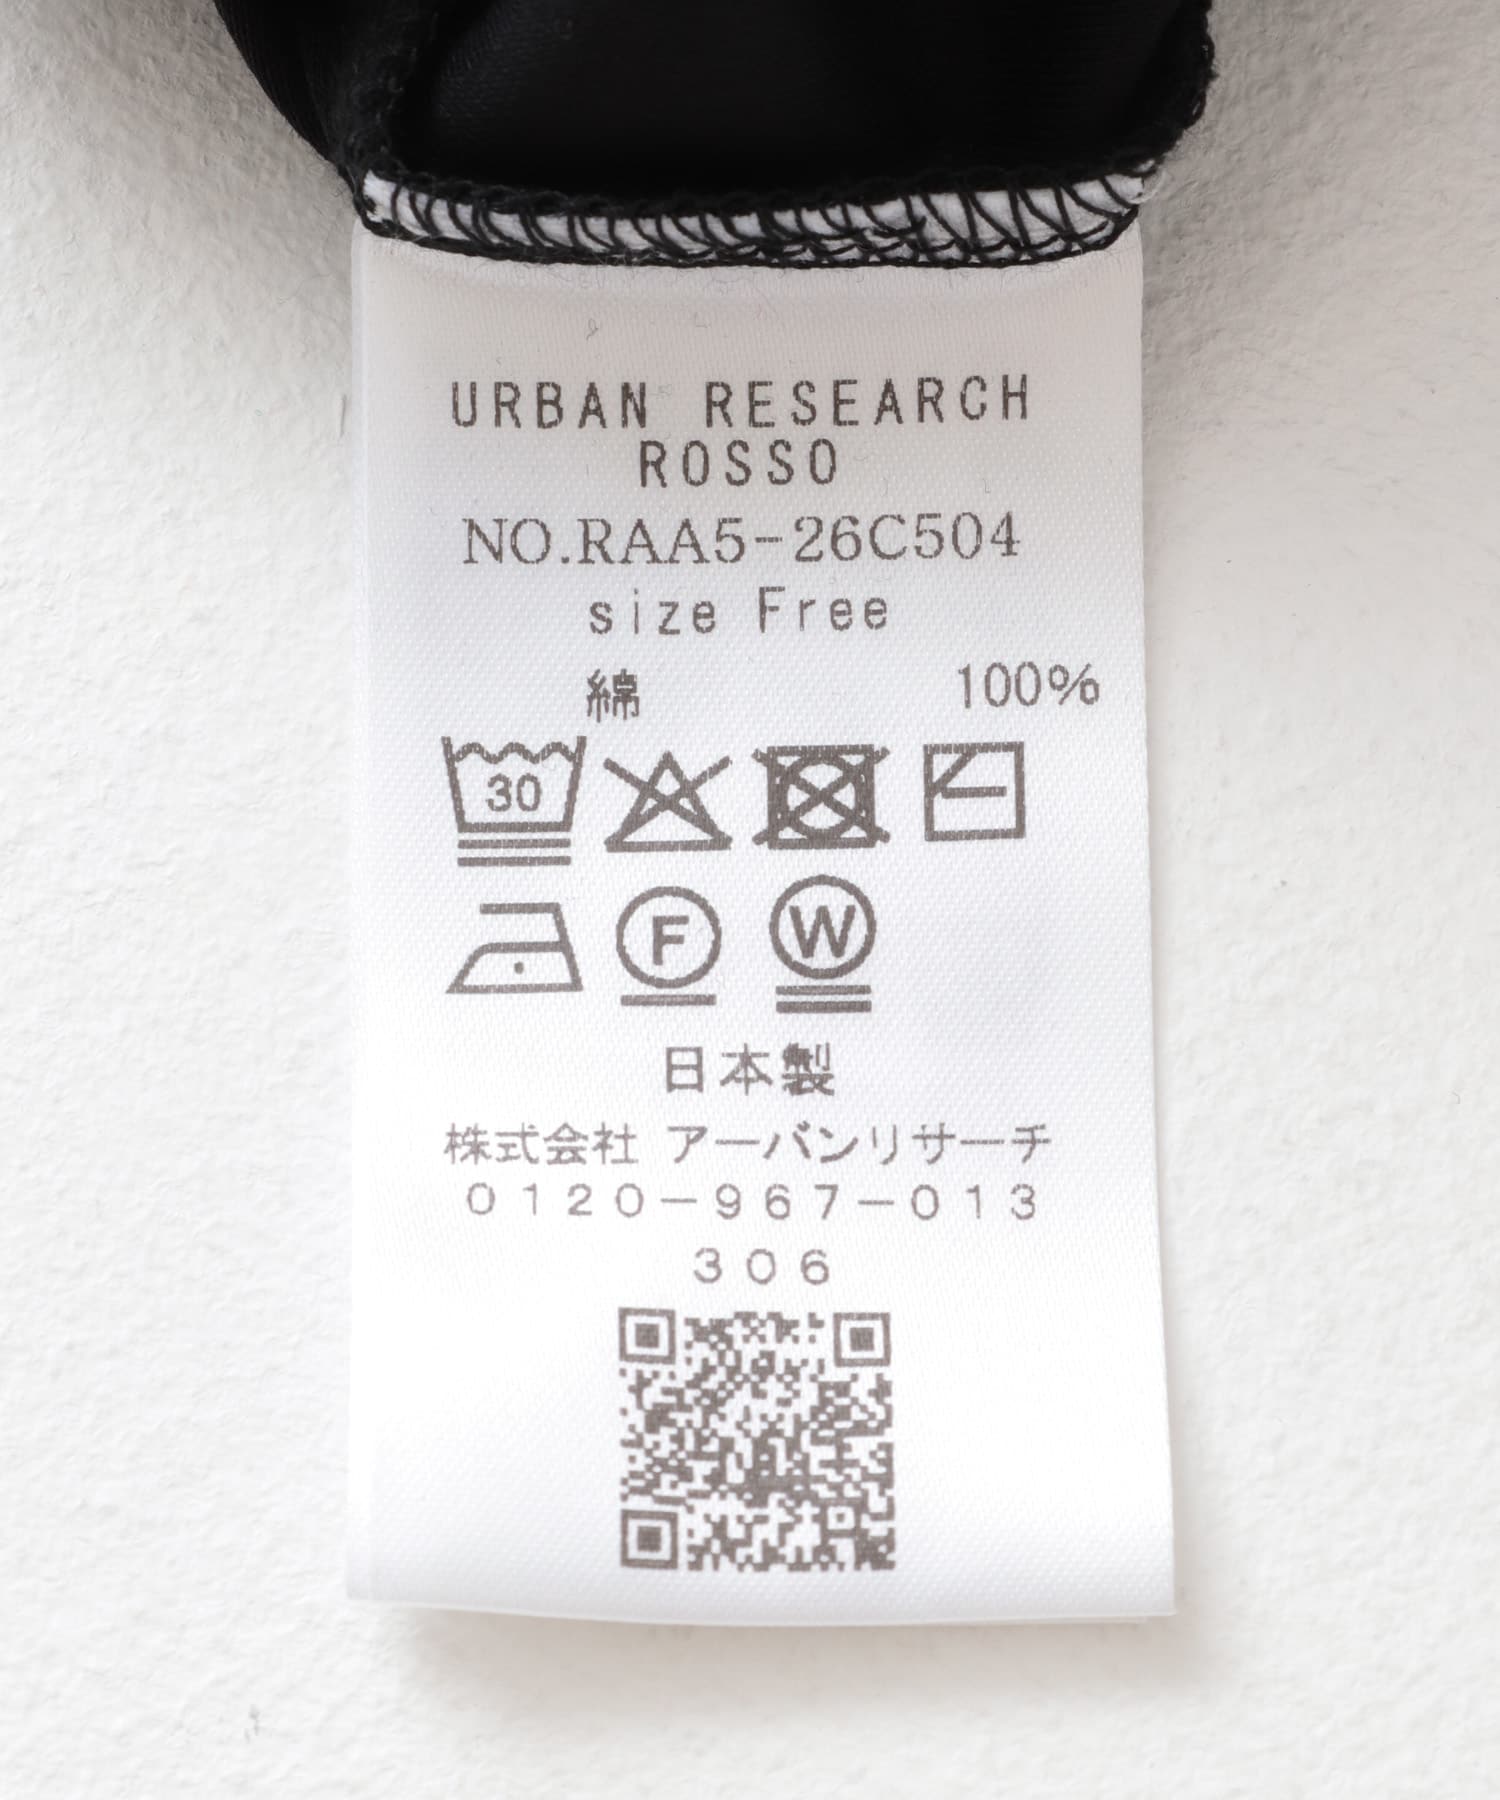 URBAN RESEARCH
ROSSO
NO.RAA5-26C504
size Free
綿 100%
30
F W
日本製
株式会社 アーバンリサーチ
0120-967-013
306